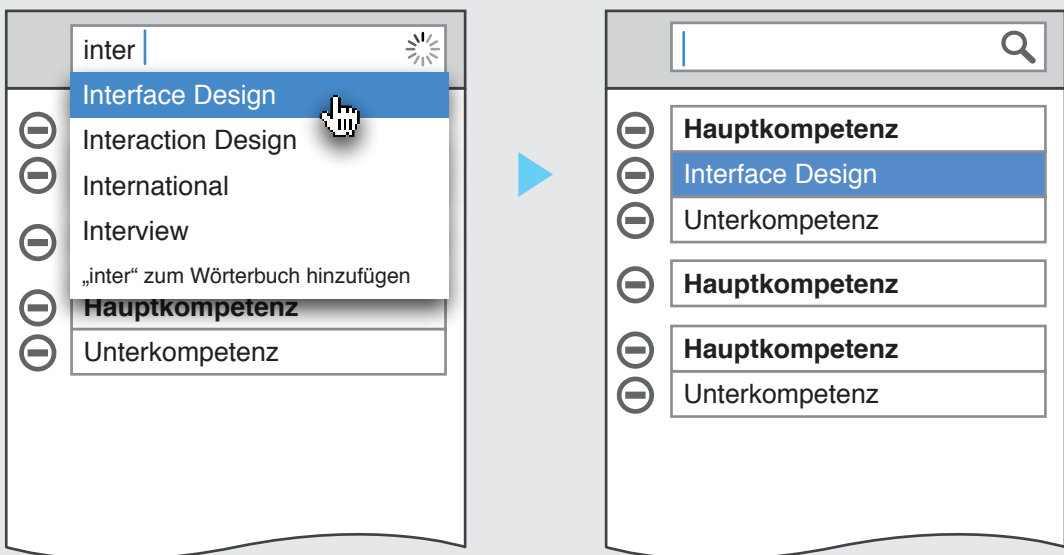 inter
Interface Design
Interaction Design
International
Interview
„inter“ zum Wörterbuch hinzufügen
Hauptkompetenz
Unterkompetenz
Hauptkompetenz
Interface Design
Unterkompetenz
Hauptkompetenz
Hauptkompetenz
Unterkompetenz